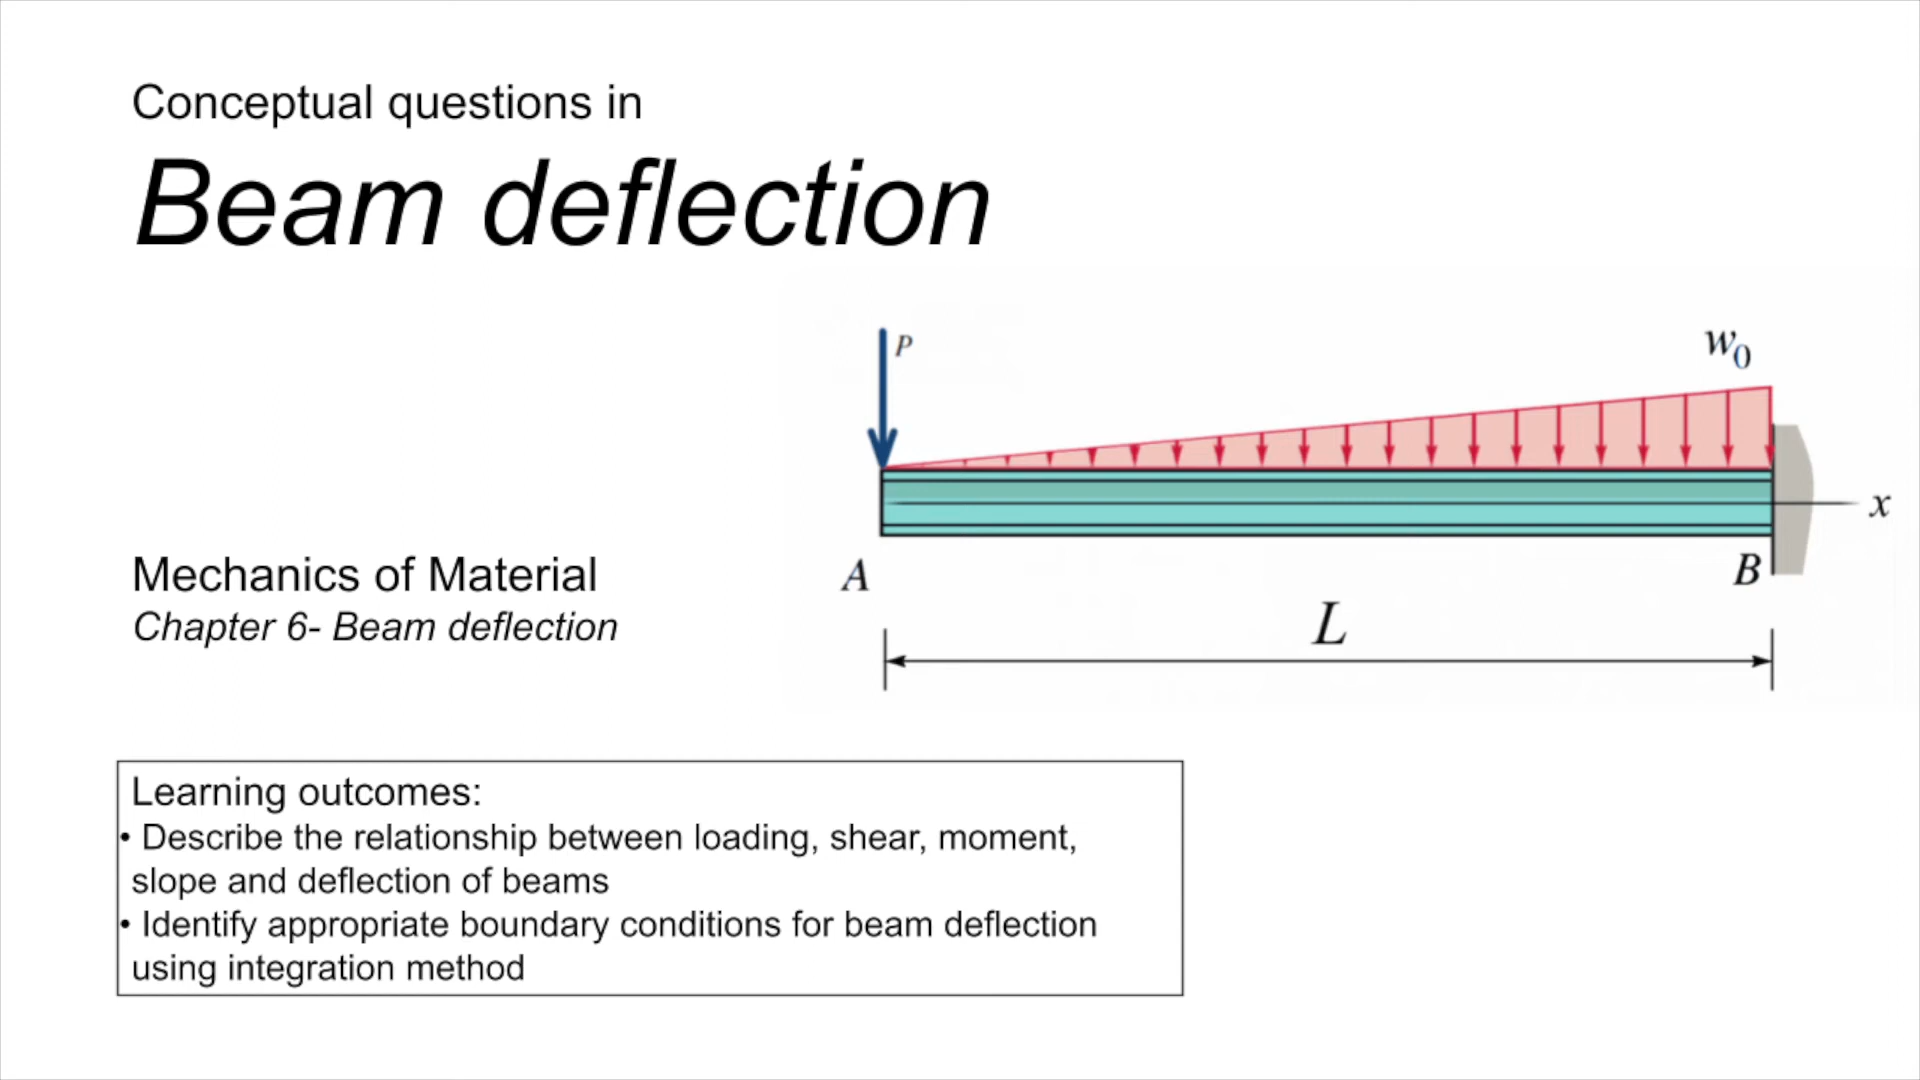 Conceptual questions in
Beam deflection
P
w0
x
A
B
L
Mechanics of Material
Chapter 6- Beam deflection
Learning outcomes:
• Describe the relationship between loading, shear, moment,
slope and deflection of beams
• Identify appropriate boundary conditions for beam deflection
using integration method